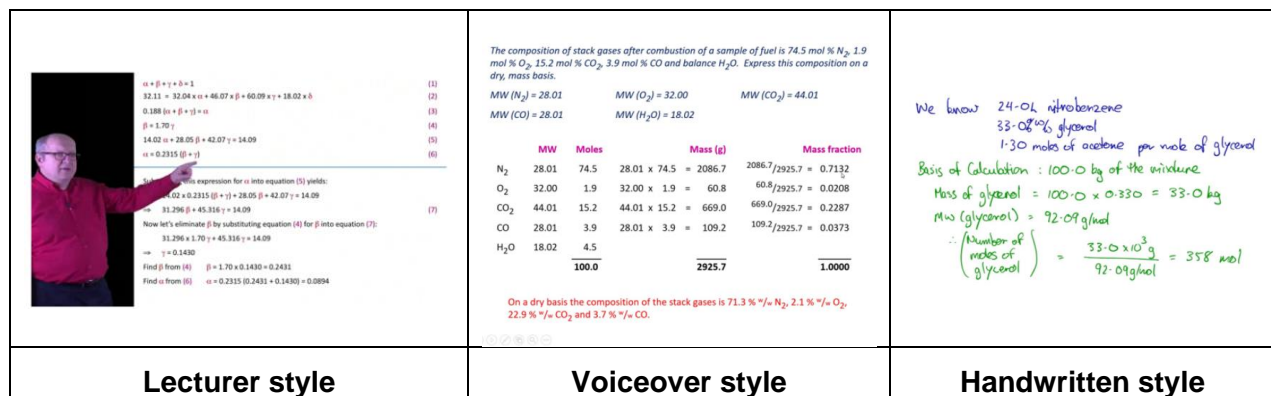 α + β + γ + δ = 1 (1)
32.11 = 32.04 x α + 46.07 x β + 60.09 x γ + 18.02 x δ (2)
0.188 (α + β + γ) = α (3)
β = 1.70 γ (4)
14.02 α + 28.05 β + 42.07 γ = 14.09 (5)
α = 0.2315 (β + γ) (6)
this expression for α into equation (5) yields:
x 0.2315 (β + γ) + 28.05 β + 42.07 γ = 14.09
⇒ 31.296 β + 45.316 γ = 14.09 (7)
Now let's eliminate β by substituting equation (4) for β into equation (7):
31.296 x 1.70 γ + 45.316 γ = 14.09
⇒ γ = 0.1430
Find β from (4) β = 1.70 x 0.1430 = 0.2431
Find α from (6) α = 0.2315 (0.2431 + 0.1430) = 0.0894
Lecturer style
The composition of stack gases after combustion of a sample of fuel is 74.5 mol % N₂, 1.9
mol % O₂, 15.2 mol % CO₂, 3.9 mol % CO and balance H₂O. Express this composition on a
dry, mass basis.
MW (N₂) = 28.01 MW (O₂) = 32.00 MW (CO₂) = 44.01
MW (CO) = 28.01 MW (H₂O) = 18.02
MW Moles Mass (g) Mass fraction
N₂ 28.01 74.5 28.01 x 74.5 = 2086.7 2086.7/2925.7 = 0.7132
O₂ 32.00 1.9 32.00 x 1.9 = 60.8 60.8/2925.7 = 0.0208
CO₂ 44.01 15.2 44.01 x 15.2 = 669.0 669.0/2925.7 = 0.2287
CO 28.01 3.9 28.01 x 3.9 = 109.2 109.2/2925.7 = 0.0373
H₂O 18.02 4.5
100.0 2925.7 1.0000
On a dry basis the composition of the stack gases is 71.3 % w/w N₂, 2.1 % w/w O₂,
22.9 % w/w CO₂ and 3.7 % w/w CO.
Voiceover style
We know 24.0L nitrobenzene
33.0% w/w glycerol
1.30 moles of acetone per mole of glycerol
Basis of Calculation : 100.0 kg of the mixture
Mass of glycerol = 100.0 x 0.330 = 33.0 kg
Mw (glycerol) = 92.09 g/mol
∴ (Number of moles of glycerol) = 33.0 x 10³ g / 92.09 g/mol = 358 mol
Handwritten style